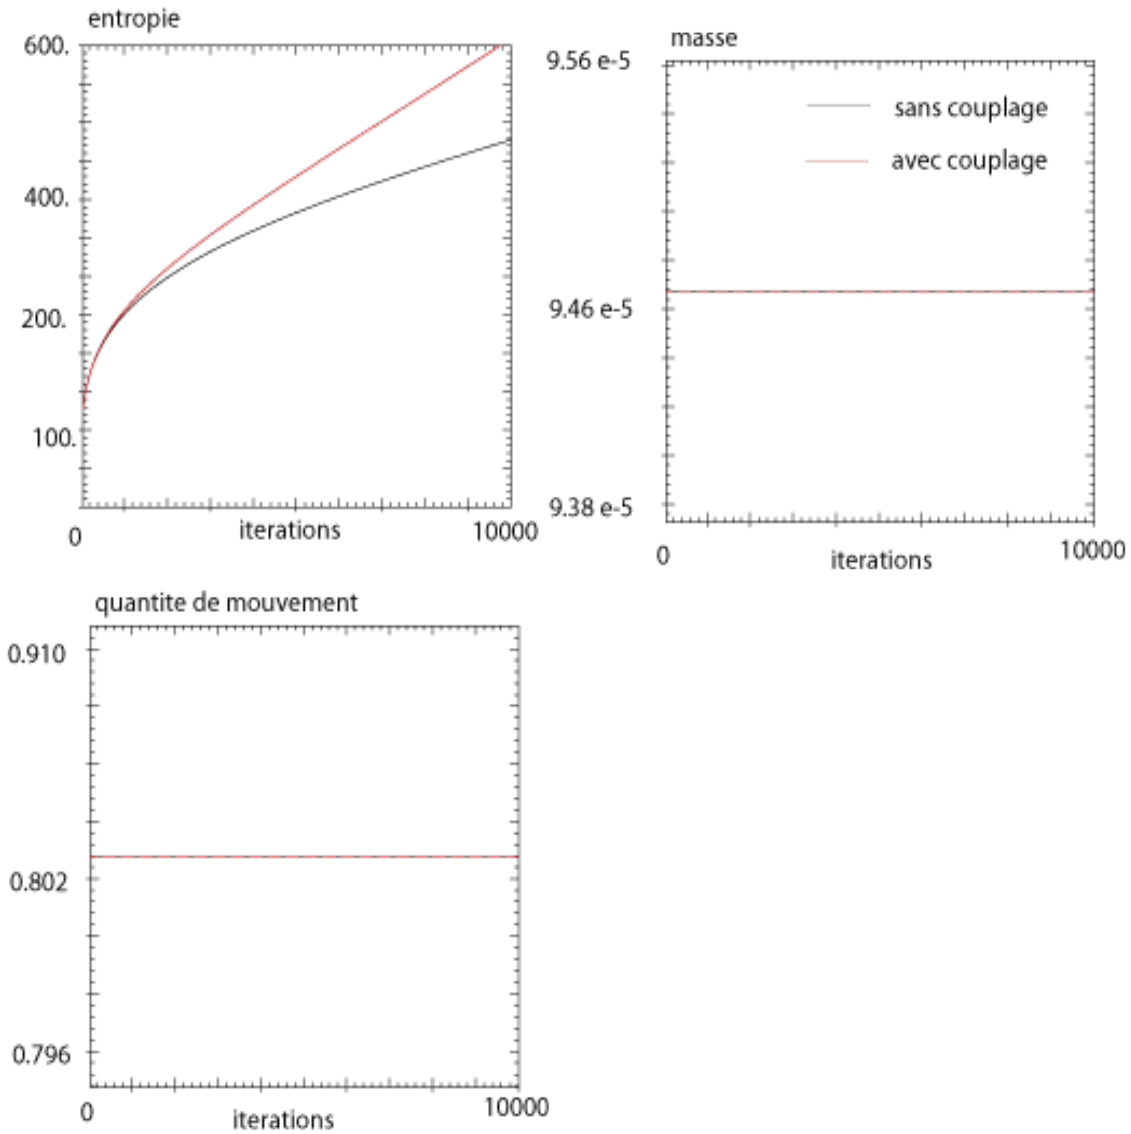 entropie
600.
400.
200.
100.
0
iterations
10000
masse
9.56 e-5
sans couplage
avec couplage
9.46 e-5
9.38 e-5
0
iterations
10000
quantite de mouvement
0.910
0.802
0.796
0
iterations
10000